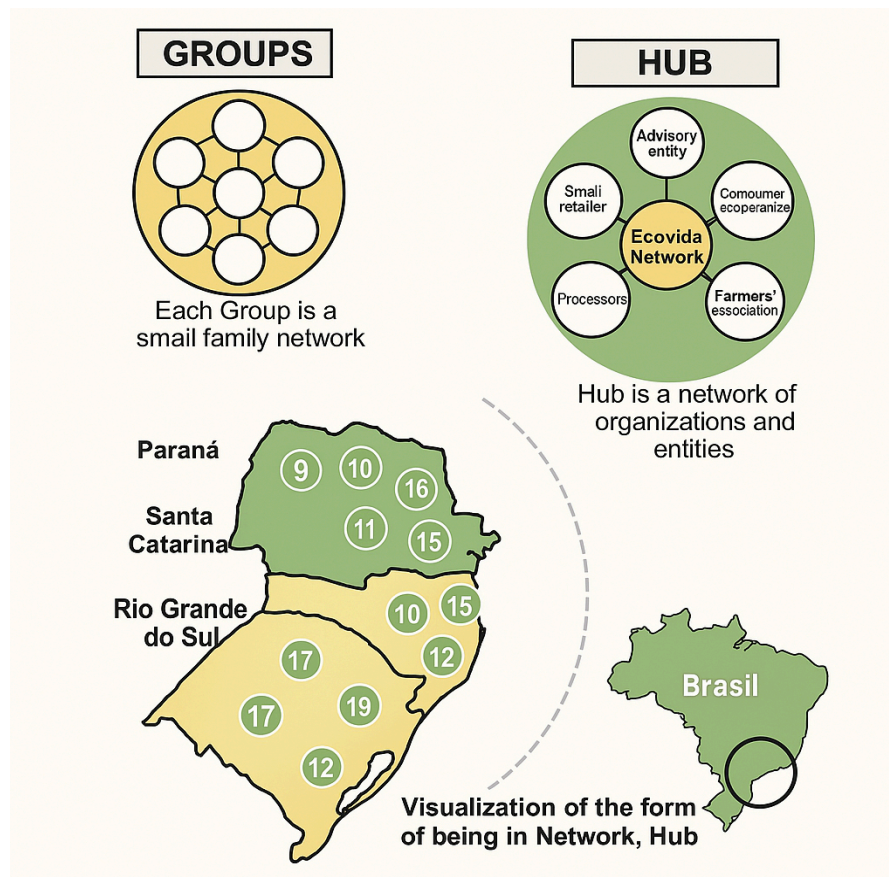 GROUPS
Each Group is a
small family network
HUB
Advisory
entity
Smali
retailer
Comoumer
ecoperanize
Ecovida
Network
Processors
Farmers’
essociation
Hub is a network of
organizations and
entities
Paraná
9
10
16
11
15
Santa
Catarina
10
15
12
Rio Grande
do Sul
17
17
19
12
Brasil
Visualization of the form
of being in Network, Hub